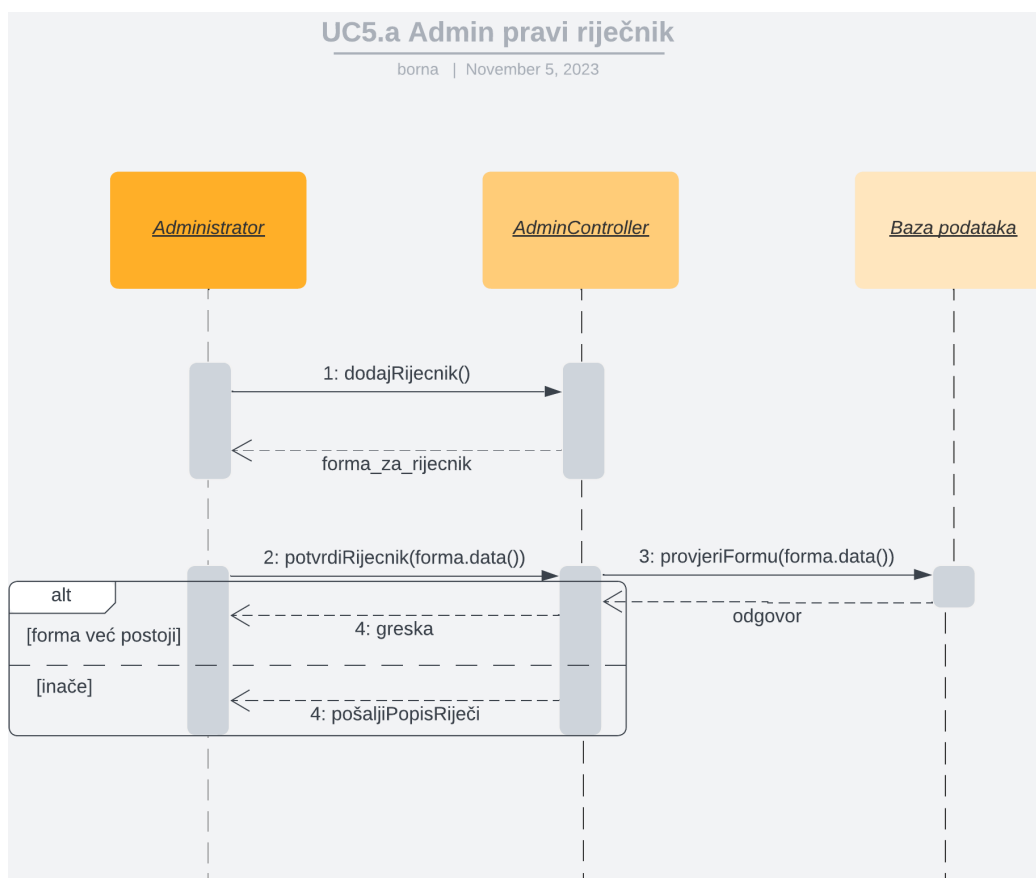 UC5.a Admin pravi riječnik
borna | November 5, 2023
Administrator
AdminController
Baza podataka
1: dodajRijecnik()
forma_za_rijecnik
2: potvrdiRijecnik(forma.data())
3: provjeriFormu(forma.data())
alt
odgovor
4: greska
[forma već postoji]
[inače]
4: pošaljiPopisRiječi